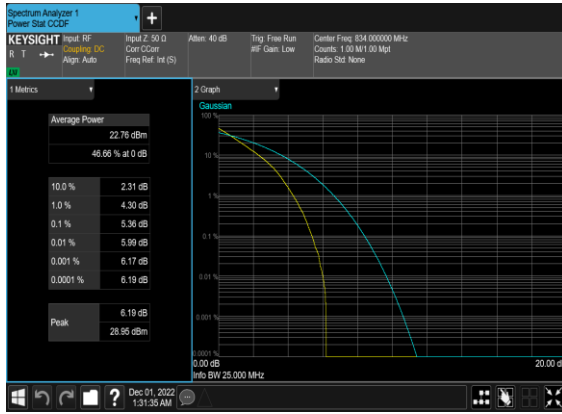 Spectrum Analyzer 1
Power Stat CCDF
+
KEYSIGHT
R T
LU
Input: RF
Coupling: DC
Align: Auto
Input Z: 50 Ω
Corr CCorr
Freq Ref: Int (S)
Atten: 40 dB
Trig: Free Run
#IF Gain: Low
Center Freq: 834.000000 MHz
Counts: 1.00 M/1.00 Mpt
Radio Std: None
1 Metrics
Average Power
22.76 dBm
46.66 % at 0 dB
10.0 % 2.31 dB
1.0 % 4.30 dB
0.1 % 5.36 dB
0.01 % 5.99 dB
0.001 % 6.17 dB
0.0001 % 6.19 dB
Peak
6.19 dB
28.95 dBm
2 Graph
Gaussian
100 %
10 %
1 %
0.1 %
0.01 %
0.001 %
0.0001 %
0.00 dB
20.00 dB
Info BW 25.000 MHz
?
Dec 01, 2022
1:31:35 AM